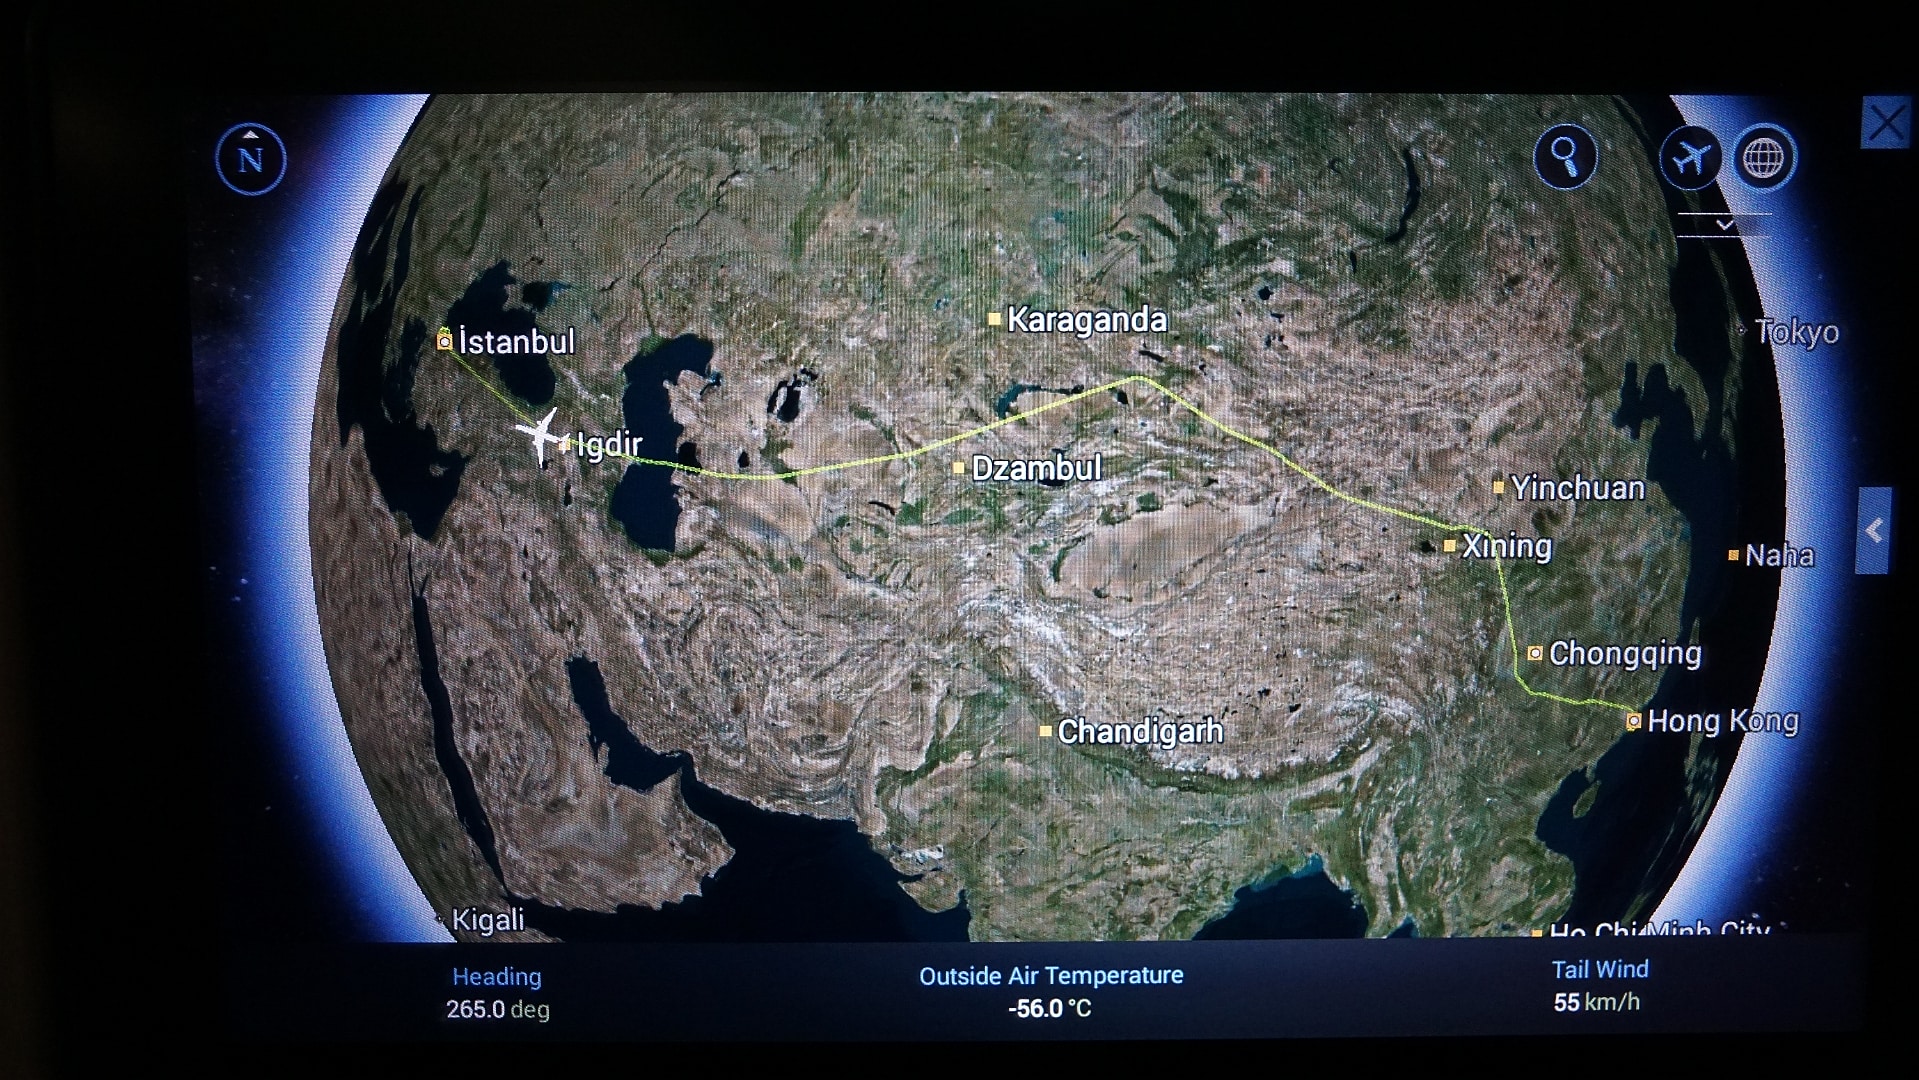 N
Karaganda
İstanbul
Tokyo
Igdir
Dzambul
Yinchuan
Xining
Naha
Chongqing
Hong Kong
Chandigarh
Kigali
Ho Chi Minh City
Heading
265.0 deg
Outside Air Temperature
-56.0 °C
Tail Wind
55 km/h